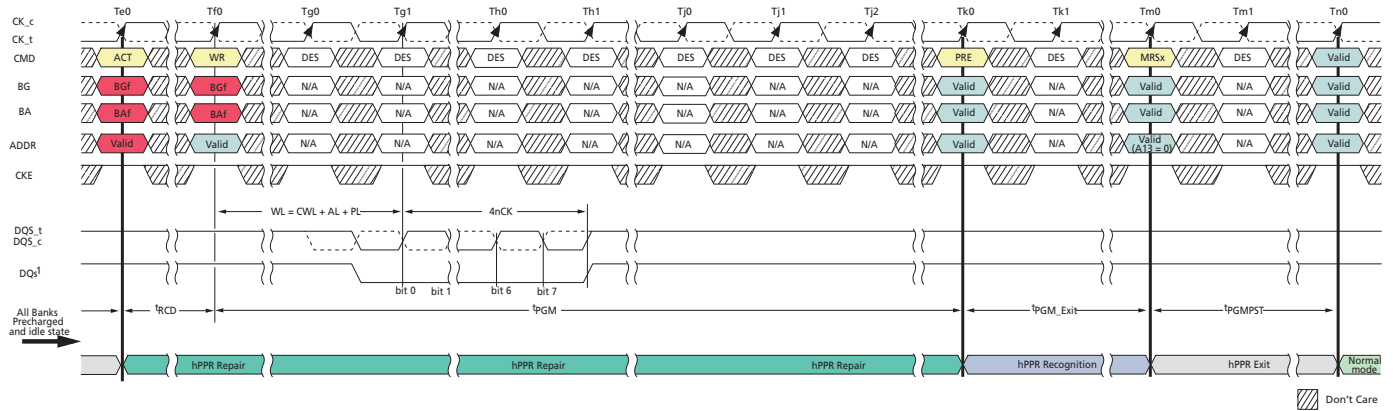 Te0 Tf0 Tg0 Tg1 Th0 Th1 Tj0 Tj1 Tj2 Tk0 Tk1 Tm0 Tm1 Tn0
CK_c
CK_t
CMD ACT WR DES DES DES DES DES DES DES PRE DES MRSx DES Valid
BG BGf BGf N/A N/A N/A N/A N/A N/A N/A Valid N/A Valid N/A Valid
BA BAf BAf N/A N/A N/A N/A N/A N/A N/A Valid N/A Valid N/A Valid
ADDR Valid Valid N/A N/A N/A N/A N/A N/A N/A Valid N/A Valid (A13 = 0) N/A Valid
CKE
WL = CWL + AL + PL 4nCK
DQS_t
DQS_c
DQs1
bit 0 bit 1 bit 6 bit 7
All Banks
Precharged
and idle state
tRCD tPGM tPGM_Exit tPGMPST
hPPR Repair hPPR Repair hPPR Repair hPPR Recognition hPPR Exit Normal mode
Don't Care